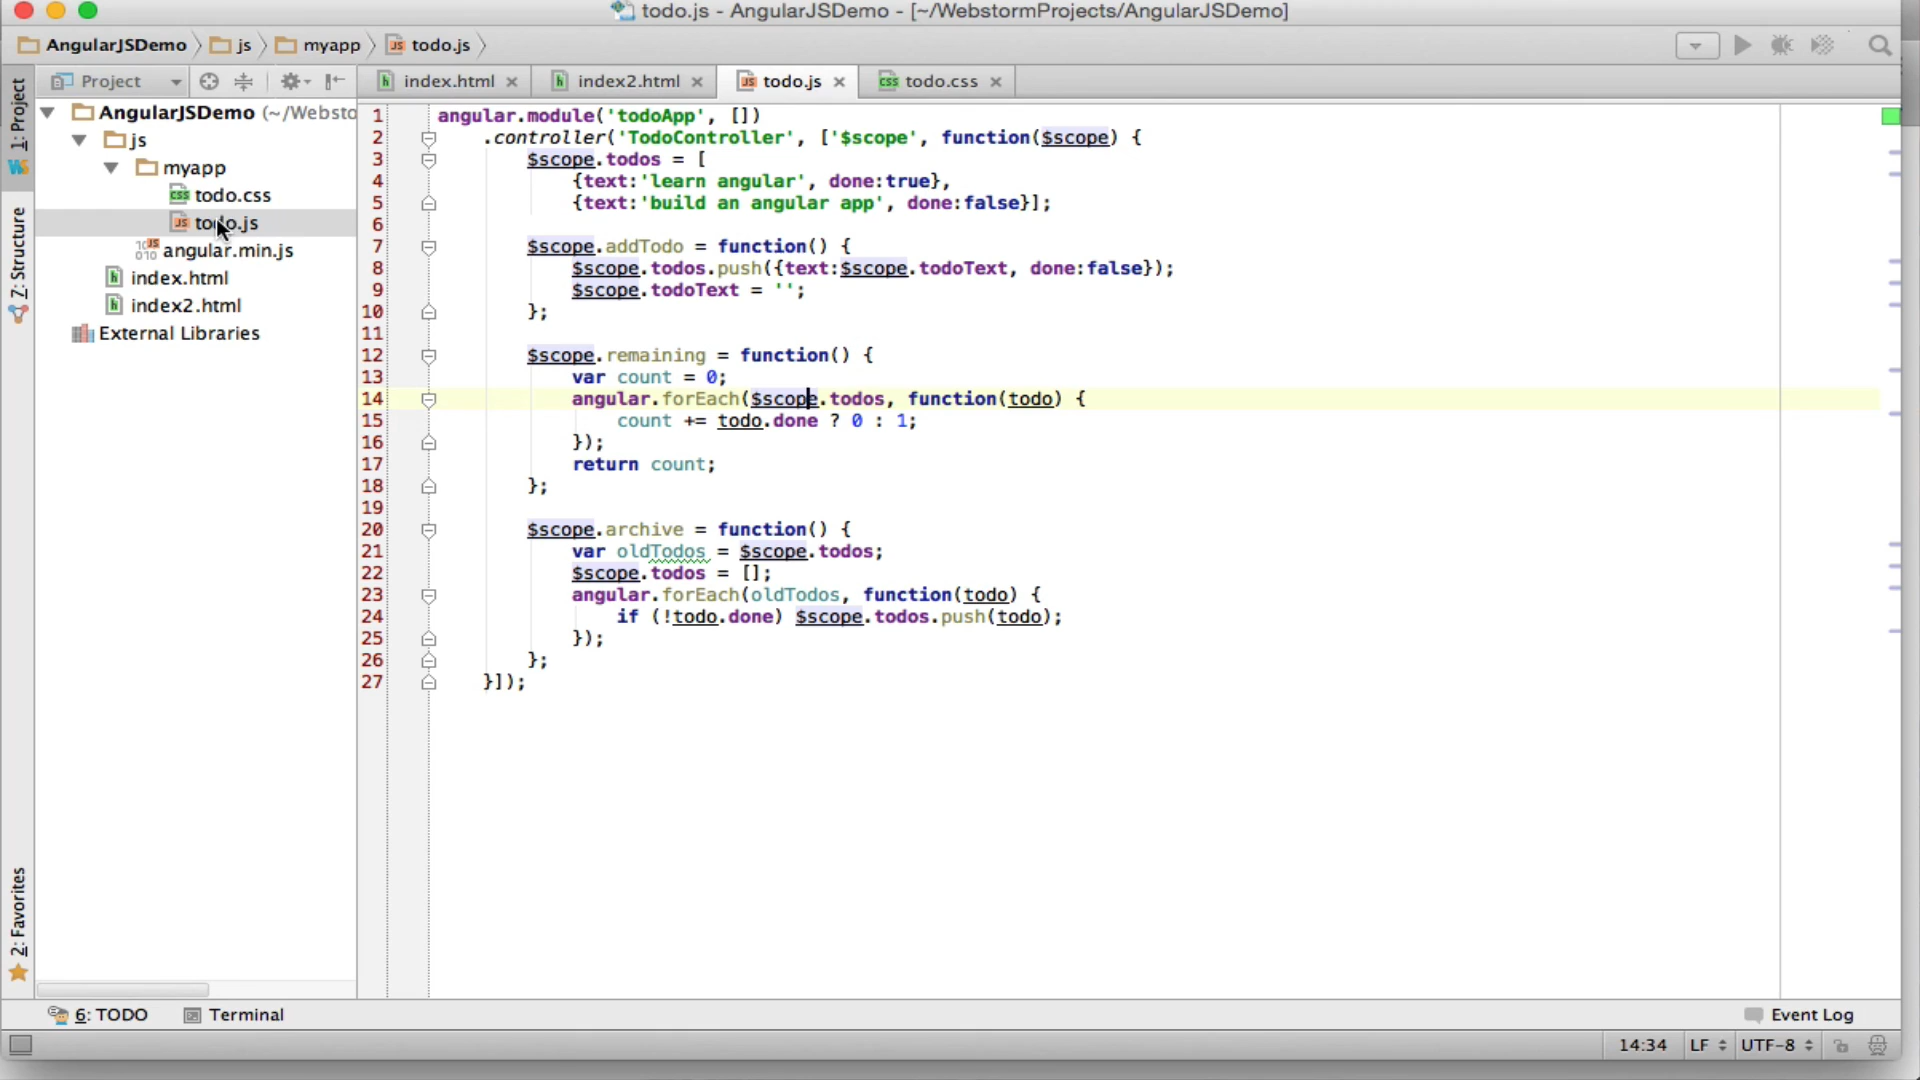 todo.js - AngularJSDemo - [~/WebstormProjects/AngularJSDemo]
AngularJSDemo js myapp todo.js
Project index.html index2.html todo.js todo.css
1: Project
7: Structure
2: Favorites
AngularJSDemo (~/Websto
js
myapp
todo.css
todo.js
angular.min.js
index.html
index2.html
External Libraries
1 angular.module('todoApp', [])
2 .controller('TodoController', ['$scope', function($scope) {
3 $scope.todos = [
4 {text:'learn angular', done:true},
5 {text:'build an angular app', done:false}];
6
7 $scope.addTodo = function() {
8 $scope.todos.push({text:$scope.todoText, done:false});
9 $scope.todoText = '';
10 };
11
12 $scope.remaining = function() {
13 var count = 0;
14 angular.forEach($scope.todos, function(todo) {
15 count += todo.done ? 0 : 1;
16 });
17 return count;
18 };
19
20 $scope.archive = function() {
21 var oldTodos = $scope.todos;
22 $scope.todos = [];
23 angular.forEach(oldTodos, function(todo) {
24 if (!todo.done) $scope.todos.push(todo);
25 });
26 };
27 }]);
6: TODO Terminal Event Log
14:34 LF UTF-8